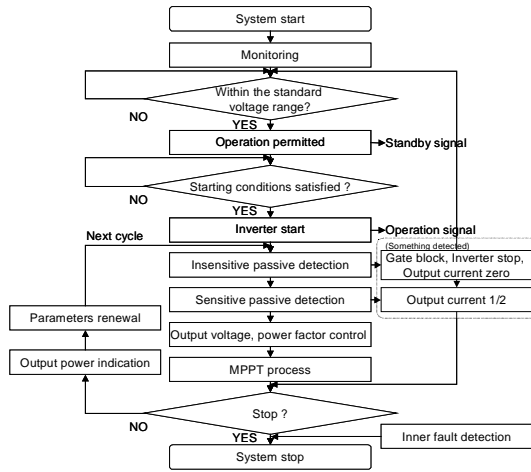 System start
Monitoring
Within the standard
voltage range?
NO
YES
Operation permitted
Standby signal
Starting conditions satisfied ?
NO
YES
Inverter start
Operation signal
Next cycle
(Something detected)
Insensitive passive detection
Gate block, Inverter stop,
Output current zero
Sensitive passive detection
Output current 1/2
Parameters renewal
Output voltage, power factor control
Output power indication
MPPT process
Stop ?
NO
YES
Inner fault detection
System stop